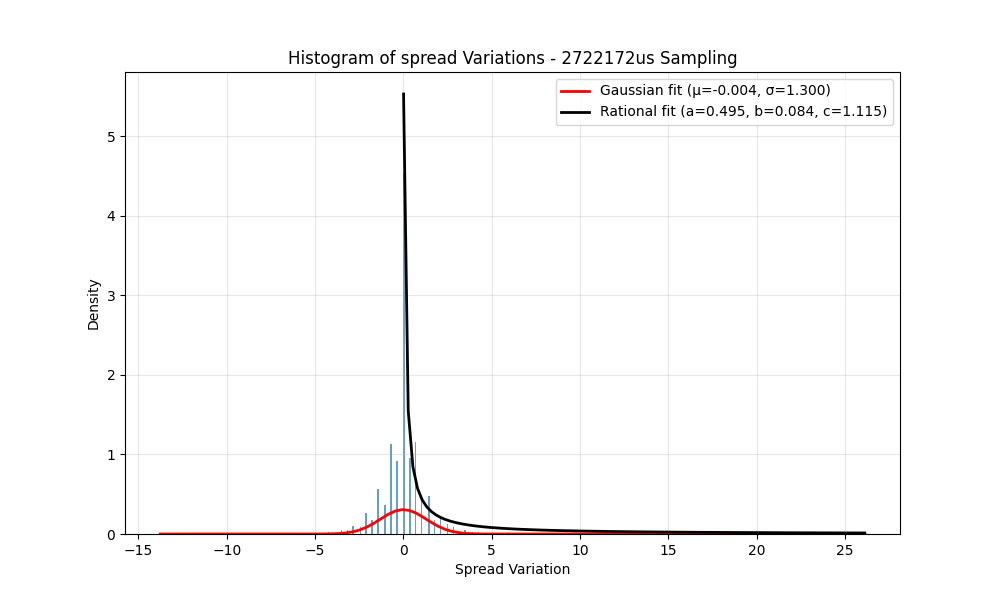 Histogram of spread Variations - 2722172us Sampling
Gaussian fit (μ=-0.004, σ=1.300)
Rational fit (a=0.495, b=0.084, c=1.115)
Density
5
4
3
2
1
0
−15 −10 −5 0 5 10 15 20 25
Spread Variation